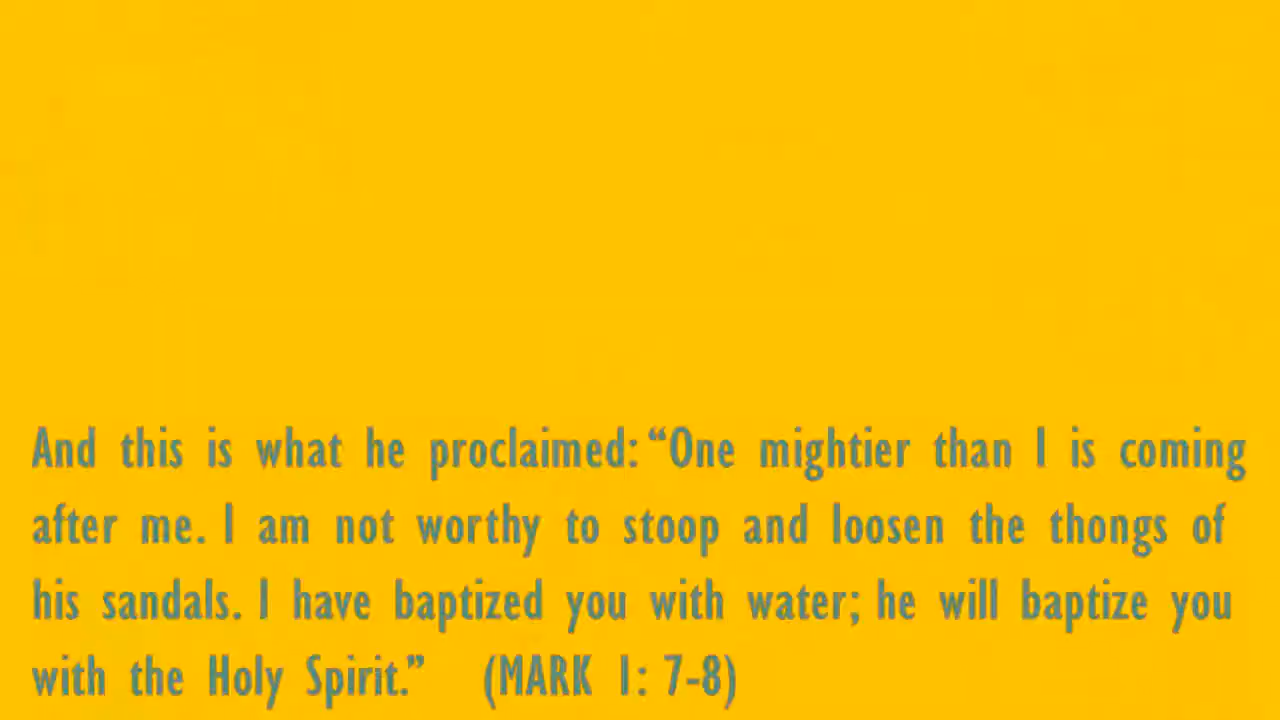 And this is what he proclaimed: “One mightier than I is coming
after me. I am not worthy to stoop and loosen the thongs of
his sandals. I have baptized you with water; he will baptize you
with the Holy Spirit.” (MARK 1: 7-8)